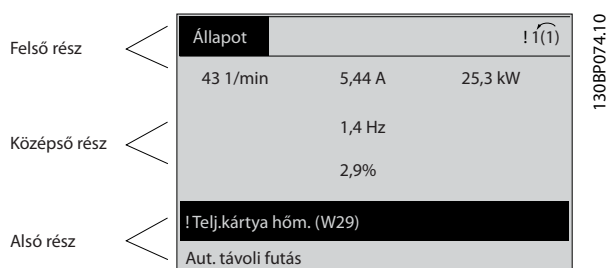 Felső rész
Állapot
! 1(1)
43 1/min 5,44 A 25,3 kW
Középső rész
1,4 Hz
2,9%
! Telj.kártya hőm. (W29)
Alsó rész
Aut. távoli futás
130BP074.10